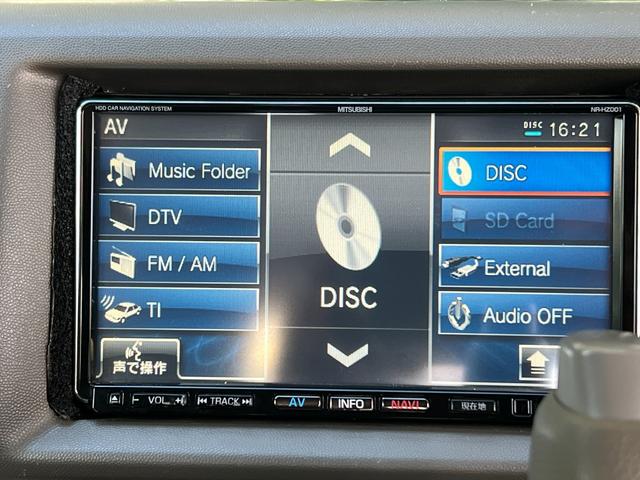 HDD CAR NAVIGATION SYSTEM
MITSUBISHI
NR-HZ001
AV
DISC 16:21
Music Folder
DTV
FM / AM
TI
声で操作
DISC
DISC
SD Card
External
Audio OFF
- VOL +
TRACK
AV
INFO
NAVI
現在地